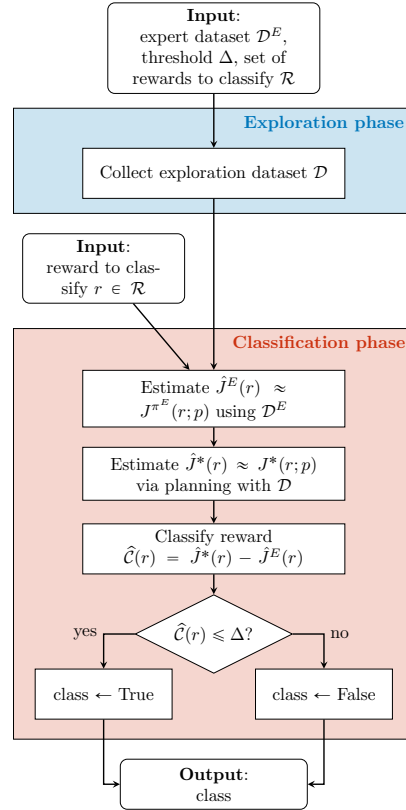 Input:
expert dataset 𝒟^E,
threshold Δ, set of
rewards to classify ℛ
Exploration phase
Collect exploration dataset 𝒟
Input:
reward to clas-
sify r ∈ ℛ
Classification phase
Estimate Ĵ^E(r) ≈
J^{π^E}(r; p) using 𝒟^E
Estimate Ĵ*(r) ≈ J*(r; p)
via planning with 𝒟
Classify reward
𝒞̂(r) = Ĵ*(r) − Ĵ^E(r)
𝒞̂(r) ⩽ Δ?
yes
no
class ← True
class ← False
Output:
class